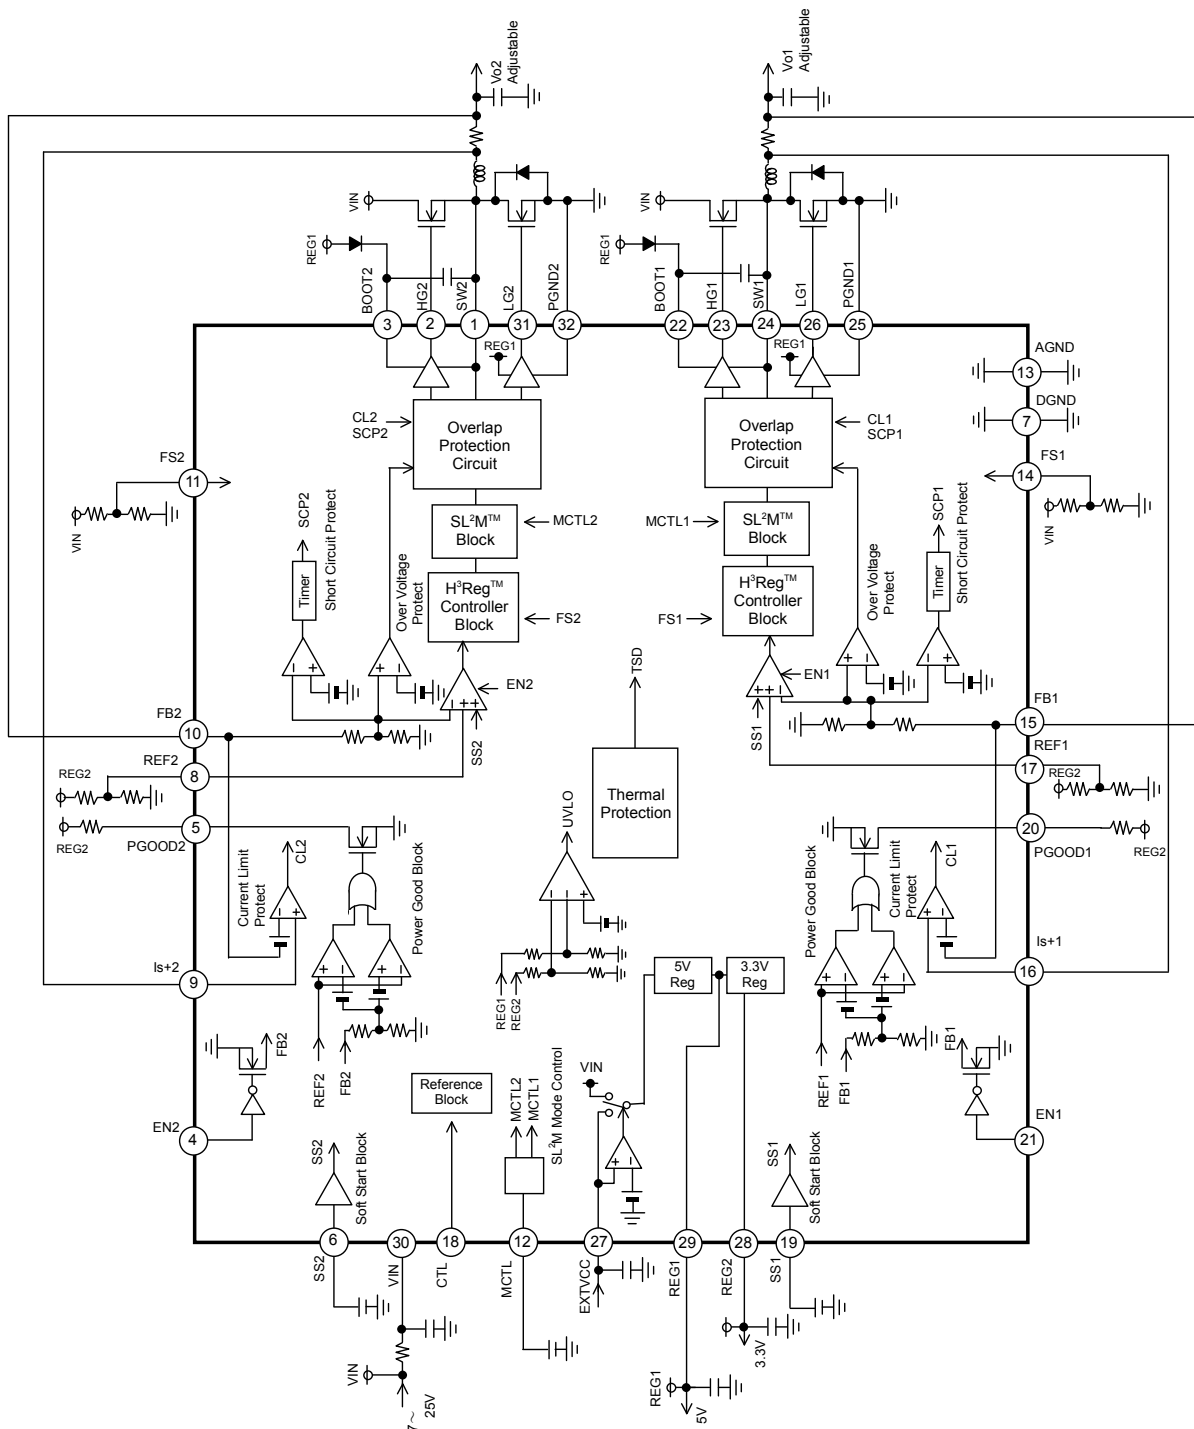 Vo2
Adjustable
Vo1
Adjustable
VIN
VIN
REG1
REG1
BOOT2
HG2
SW2
LG2
PGND2
BOOT1
HG1
SW1
LG1
PGND1
3
2
1
31
32
22
23
24
26
25
REG1
REG1
AGND
13
DGND
7
CL2
SCP2
Overlap
Protection
Circuit
Overlap
Protection
Circuit
CL1
SCP1
FS2
11
FS1
14
VIN
VIN
SCP2
Timer
Short Circuit Protect
Over Voltage
Protect
SL²M™
Block
MCTL2
MCTL1
SL²M™
Block
H³Reg™
Controller
Block
FS2
FS1
H³Reg™
Controller
Block
Over Voltage
Protect
SCP1
Timer
Short Circuit Protect
EN2
EN1
SS2
SS1
TSD
FB2
10
FB1
15
REF2
8
REF1
17
REG2
REG2
Thermal
Protection
UVLO
5
PGOOD2
REG2
20
PGOOD1
REG2
CL2
Current Limit
Protect
Power Good Block
Power Good Block
Current Limit
Protect
CL1
Is+2
9
Is+1
16
5V
Reg
3.3V
Reg
REG1
REG2
REF2
FB2
FB2
REF1
FB1
FB1
EN2
4
EN1
21
Reference
Block
MCTL2
MCTL1
SL²M Mode Control
VIN
SS2
Soft Start Block
SS1
Soft Start Block
6
30
18
12
27
29
28
19
SS2
VIN
CTL
MCTL
EXTVCC
REG1
REG2
SS1
VIN
7～
25V
REG1
5V
3.3V